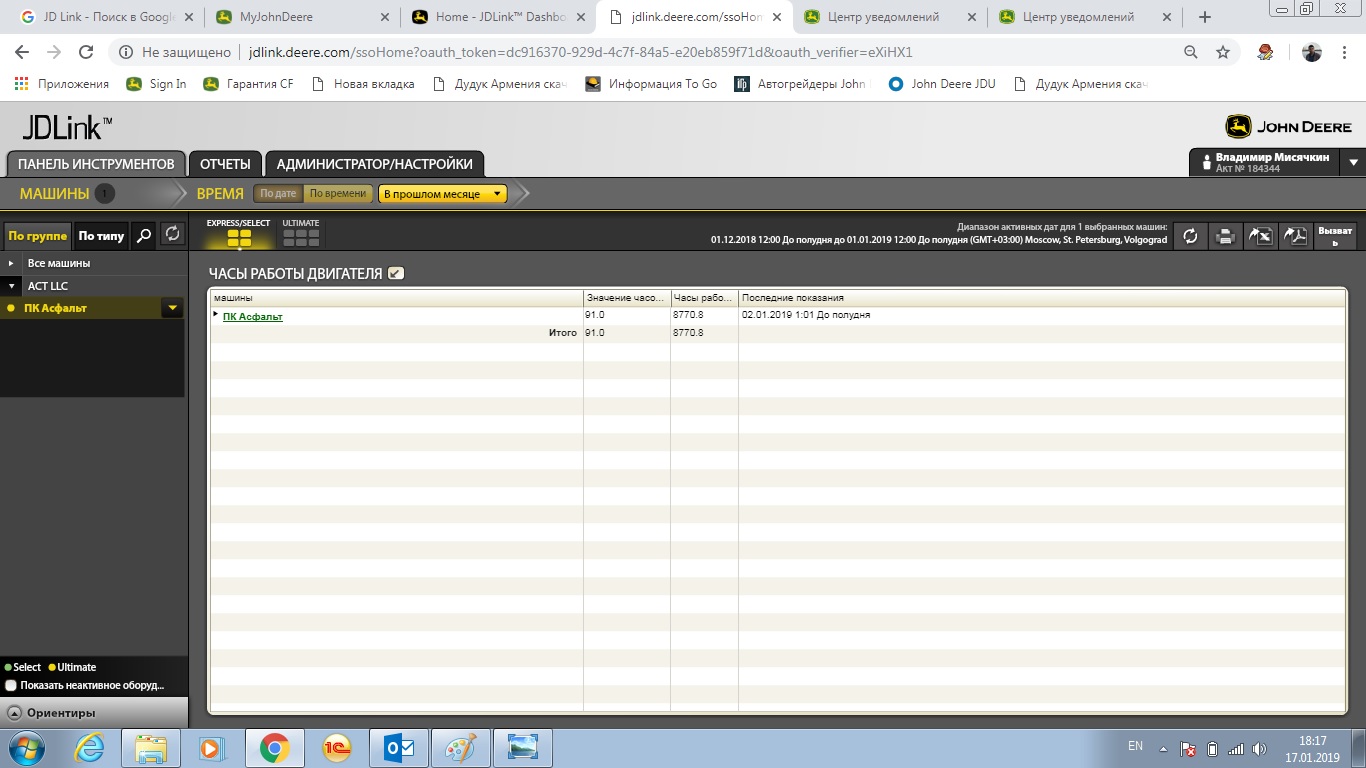 JD Link - Поиск в Google
MyJohnDeere
Home - JDLink™ Dashbo
jdlink.deere.com/ssoHom
Центр уведомлений
Центр уведомлений
Не защищено | jdlink.deere.com/ssoHome?oauth_token=dc916370-929d-4c7f-84a5-e20eb859f71d&oauth_verifier=eXiHX1
Приложения Sign In Гарантия CF Новая вкладка Дудук Армения скач Информация To Go Автогрейдеры John John Deere JDU Дудук Армения скач
JDLink™
JOHN DEERE
ПАНЕЛЬ ИНСТРУМЕНТОВ ОТЧЕТЫ АДМИНИСТРАТОР/НАСТРОЙКИ
Владимир Мисячкин
Акт № 184344
МАШИНЫ 1 ВРЕМЯ По дате По времени В прошлом месяце
По группе По типу
EXPRESS/SELECT ULTIMATE
Диапазон активных дат для 1 выбранных машин:
01.12.2018 12:00 До полудня до 01.01.2019 12:00 До полудня (GMT+03:00) Moscow, St. Petersburg, Volgograd
Вызват
ь
Все машины
ACT LLC
ПК Асфальт
ЧАСЫ РАБОТЫ ДВИГАТЕЛЯ
машины Значение часо... Часы рабо... Последние показания
ПК Асфальт 91.0 8770.8 02.01.2019 1:01 До полудня
Итого 91.0 8770.8
Select Ultimate
Показать неактивное оборуд...
Ориентиры
EN
18:17
17.01.2019